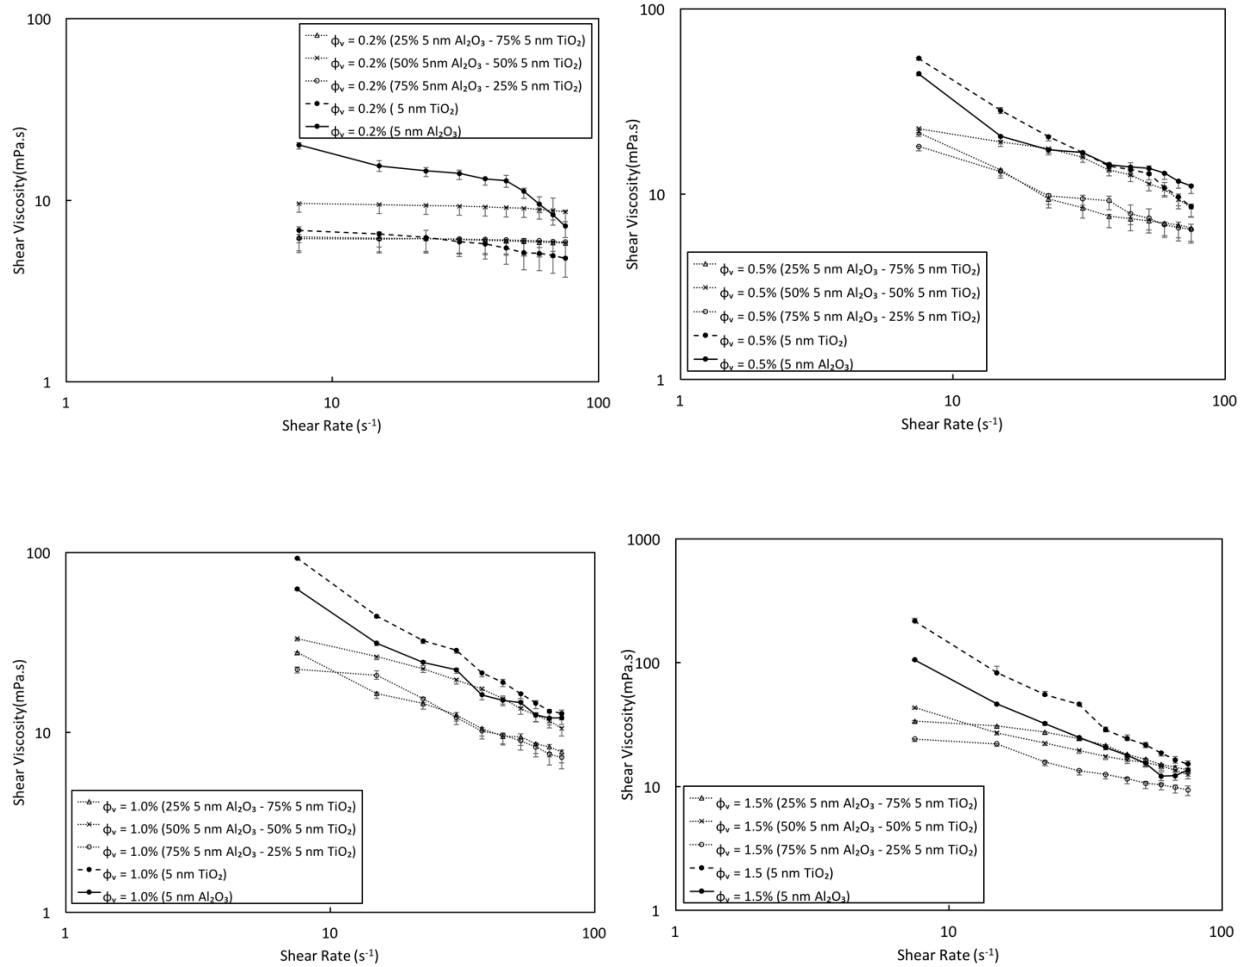 100
10
1
Shear Viscosity(mPa.s)
ϕᵥ = 0.2% (25% 5 nm Al₂O₃ - 75% 5 nm TiO₂)
ϕᵥ = 0.2% (50% 5nm Al₂O₃ - 50% 5 nm TiO₂)
ϕᵥ = 0.2% (75% 5nm Al₂O₃ - 25% 5 nm TiO₂)
ϕᵥ = 0.2% ( 5 nm TiO₂)
ϕᵥ = 0.2% (5 nm Al₂O₃)
1 10 100
Shear Rate (s⁻¹)
100
10
1
Shear Viscosity(mPa.s)
ϕᵥ = 0.5% (25% 5 nm Al₂O₃ - 75% 5 nm TiO₂)
ϕᵥ = 0.5% (50% 5 nm Al₂O₃ - 50% 5 nm TiO₂)
ϕᵥ = 0.5% (75% 5 nm Al₂O₃ - 25% 5 nm TiO₂)
ϕᵥ = 0.5% (5 nm TiO₂)
ϕᵥ = 0.5% (5 nm Al₂O₃)
1 10 100
Shear Rate (s⁻¹)
100
10
1
Shear Viscosity(mPa.s)
ϕᵥ = 1.0% (25% 5 nm Al₂O₃ - 75% 5 nm TiO₂)
ϕᵥ = 1.0% (50% 5 nm Al₂O₃ - 50% 5 nm TiO₂)
ϕᵥ = 1.0% (75% 5 nm Al₂O₃ - 25% 5 nm TiO₂)
ϕᵥ = 1.0% (5 nm TiO₂)
ϕᵥ = 1.0% (5 nm Al₂O₃)
1 10 100
Shear Rate (s⁻¹)
1000
100
10
1
Shear Viscosity(mPa.s)
ϕᵥ = 1.5% (25% 5 nm Al₂O₃ - 75% 5 nm TiO₂)
ϕᵥ = 1.5% (50% 5 nm Al₂O₃ - 50% 5 nm TiO₂)
ϕᵥ = 1.5% (75% 5 nm Al₂O₃ - 25% 5 nm TiO₂)
ϕᵥ = 1.5 (5 nm TiO₂)
ϕᵥ = 1.5% (5 nm Al₂O₃)
1 10 100
Shear Rate (s⁻¹)